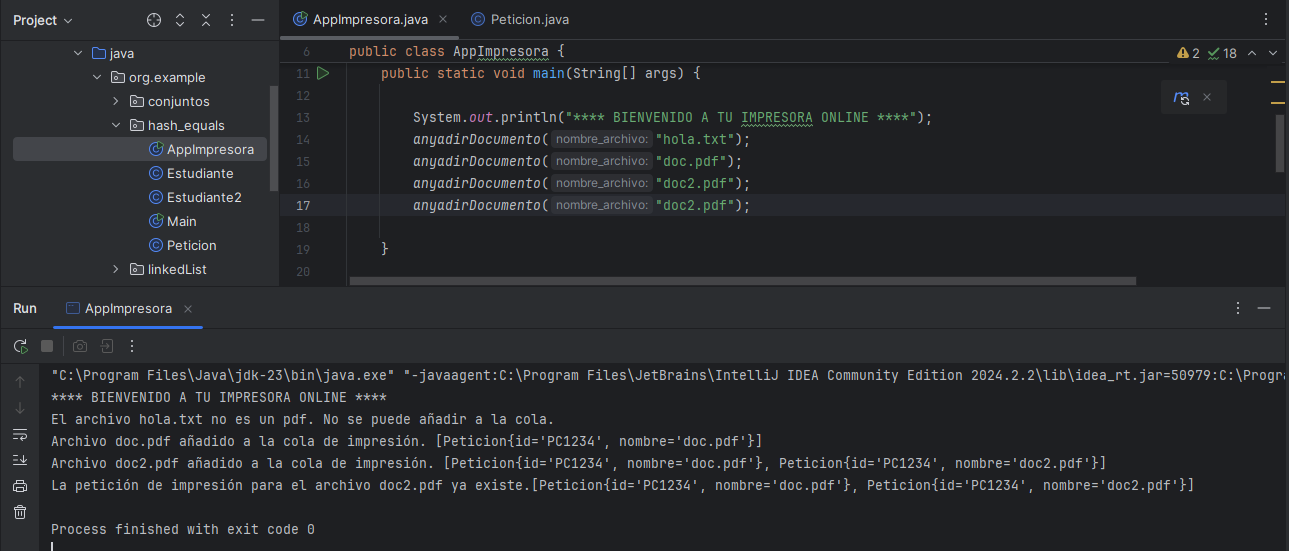 Project
AppImpresora.java
Peticion.java
java
org.example
conjuntos
hash_equals
AppImpresora
Estudiante
Estudiante2
Main
Peticion
linkedList
6 public class AppImpresora {
2 18
11 public static void main(String[] args) {
12
13 System.out.println("**** BIENVENIDO A TU IMPRESORA ONLINE ****");
14 anyadirDocumento( nombre_archivo: "hola.txt");
15 anyadirDocumento( nombre_archivo: "doc.pdf");
16 anyadirDocumento( nombre_archivo: "doc2.pdf");
17 anyadirDocumento( nombre_archivo: "doc2.pdf");
18
19 }
20
Run AppImpresora
"C:\Program Files\Java\jdk-23\bin\java.exe" "-javaagent:C:\Program Files\JetBrains\IntelliJ IDEA Community Edition 2024.2.2\lib\idea_rt.jar=50979:C:\Progra
**** BIENVENIDO A TU IMPRESORA ONLINE ****
El archivo hola.txt no es un pdf. No se puede añadir a la cola.
Archivo doc.pdf añadido a la cola de impresión. [Peticion{id='PC1234', nombre='doc.pdf'}]
Archivo doc2.pdf añadido a la cola de impresión. [Peticion{id='PC1234', nombre='doc.pdf'}, Peticion{id='PC1234', nombre='doc2.pdf'}]
La petición de impresión para el archivo doc2.pdf ya existe.[Peticion{id='PC1234', nombre='doc.pdf'}, Peticion{id='PC1234', nombre='doc2.pdf'}]
Process finished with exit code 0